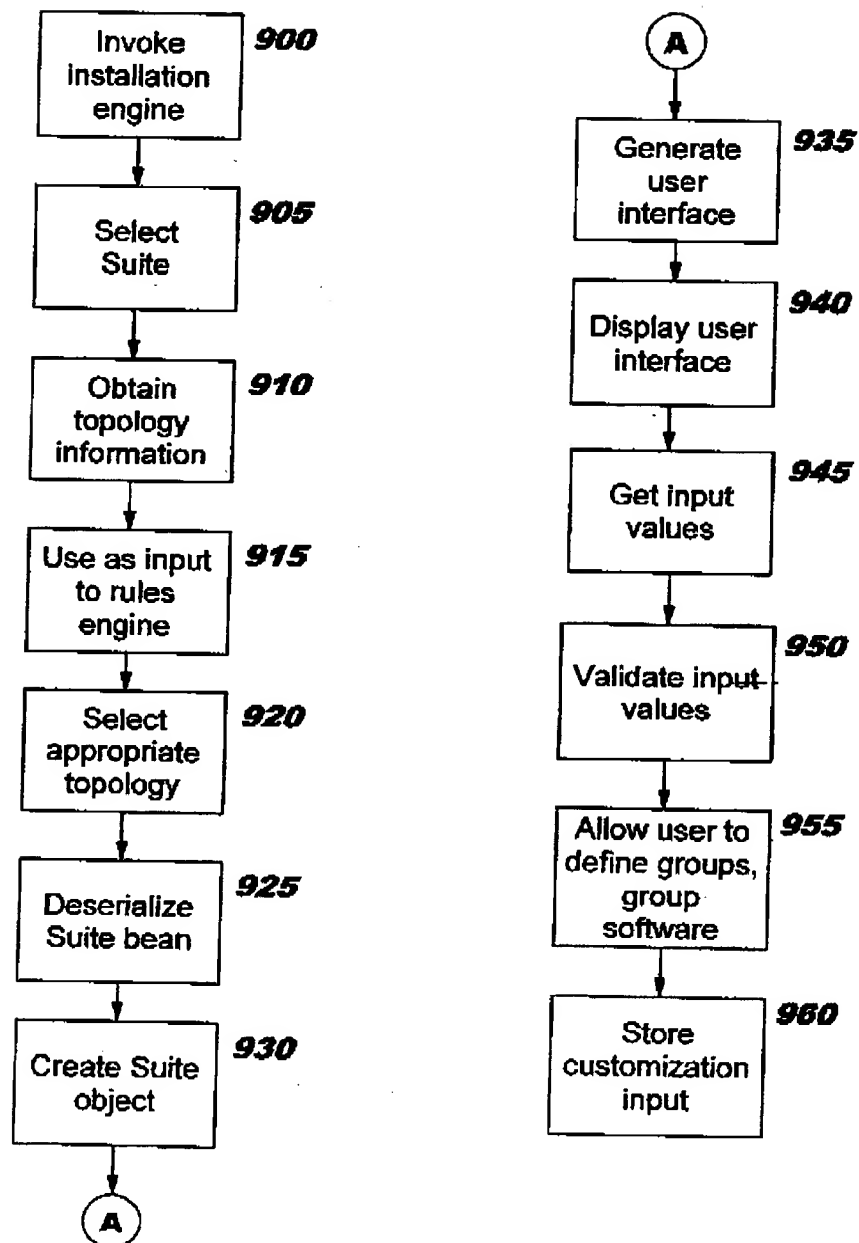 Invoke
installation
engine
900
Select
Suite
905
Obtain
topology
information
910
Use as input
to rules
engine
915
Select
appropriate
topology
920
Deserialize
Suite bean
925
Create Suite
object
930
A
A
Generate
user
interface
935
Display user
interface
940
Get input
values
945
Validate input
values
950
Allow user to
define groups,
group
software
955
Store
customization
input
960